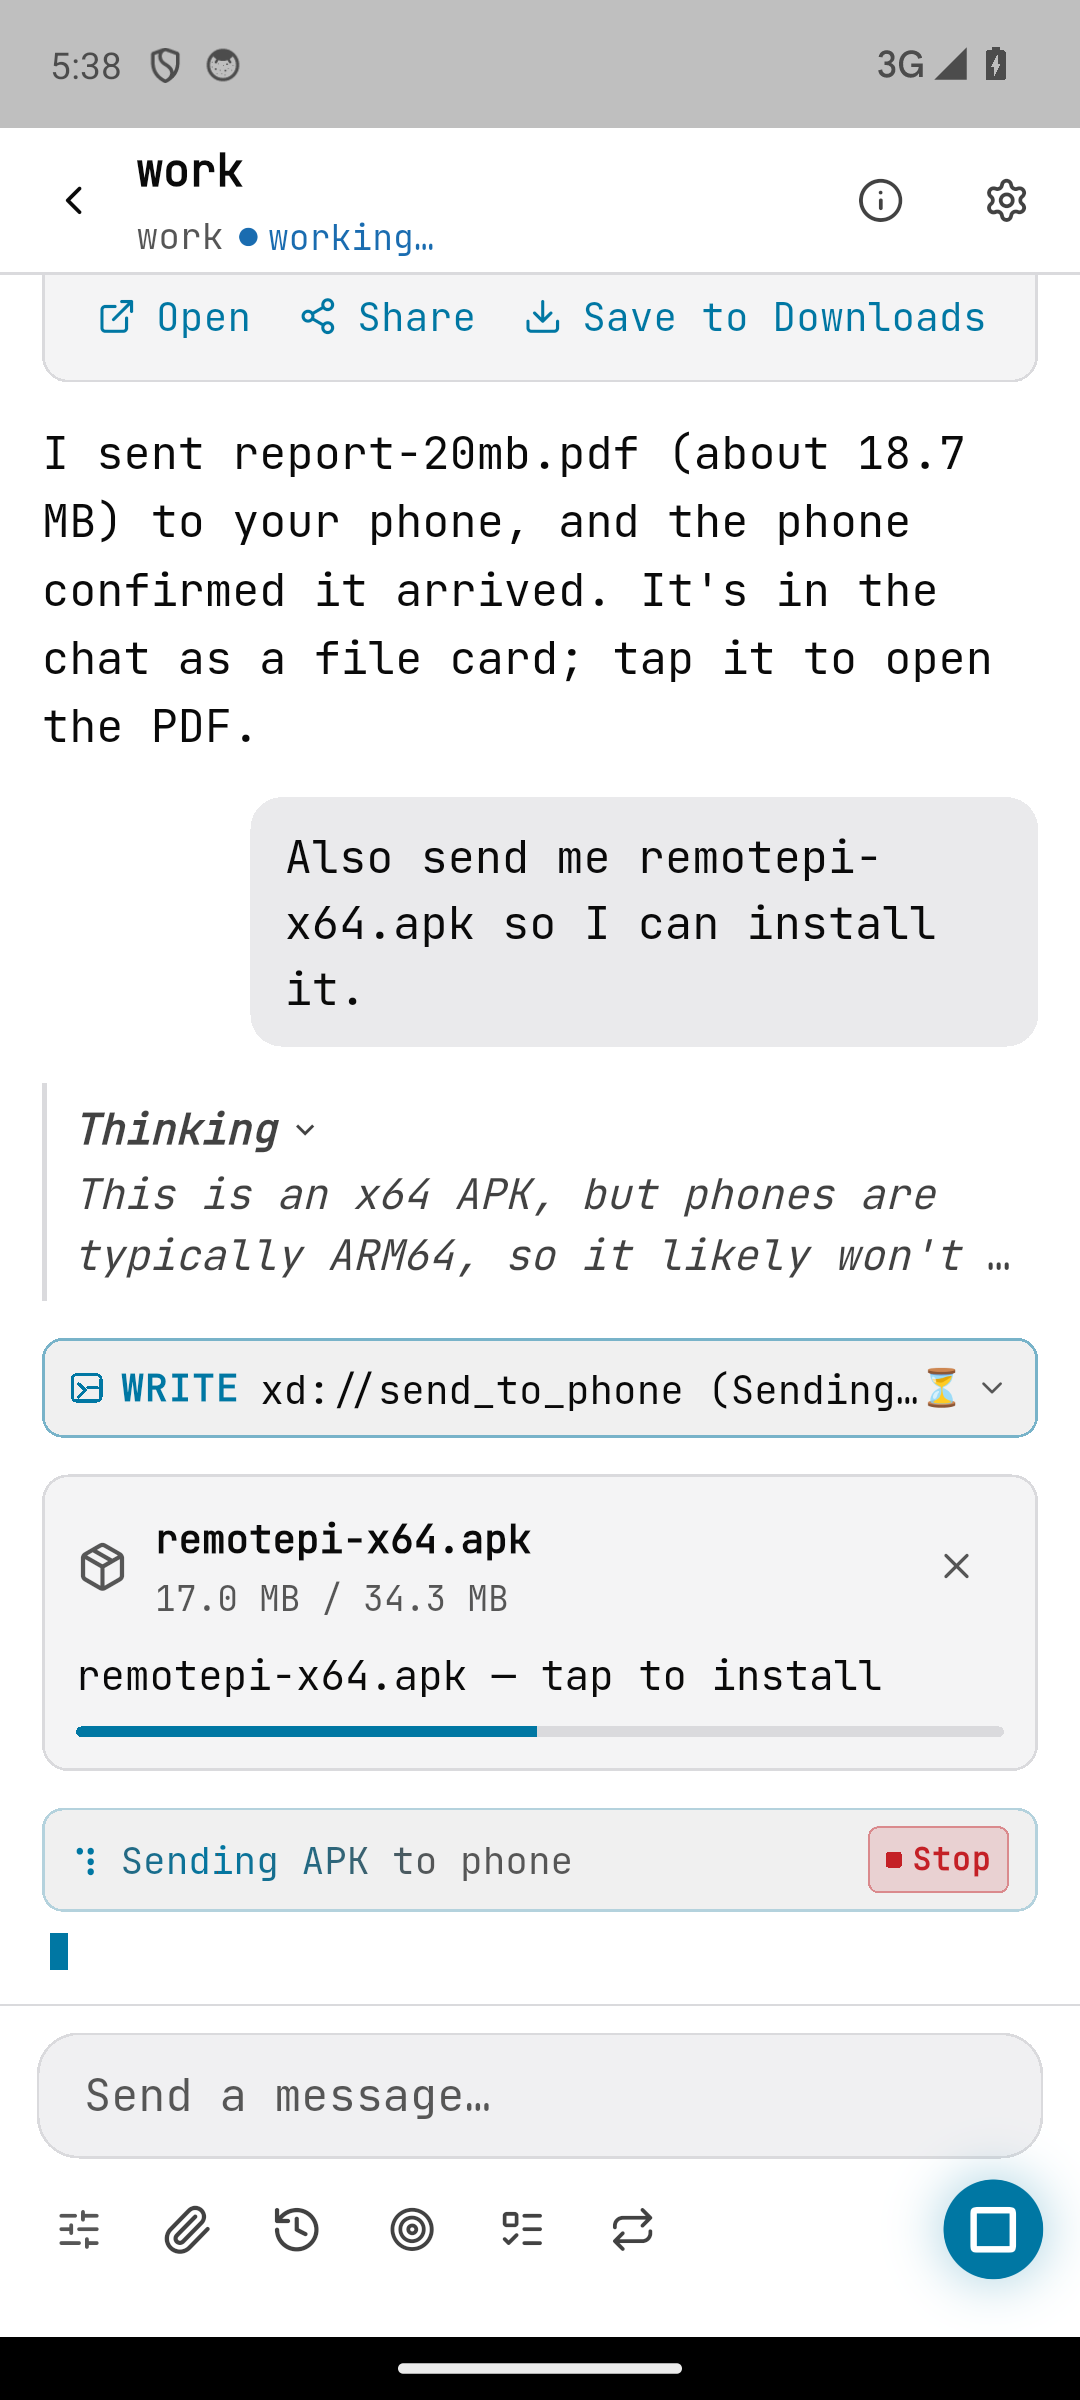 5:38
3G
work
work working…
Open Share Save to Downloads
I sent report-20mb.pdf (about 18.7
MB) to your phone, and the phone
confirmed it arrived. It's in the
chat as a file card; tap it to open
the PDF.
Also send me remotepi-
x64.apk so I can install
it.
Thinking
This is an x64 APK, but phones are
typically ARM64, so it likely won't …
WRITE xd://send_to_phone (Sending…
remotepi-x64.apk
17.0 MB / 34.3 MB
remotepi-x64.apk — tap to install
Sending APK to phone
Stop
Send a message…